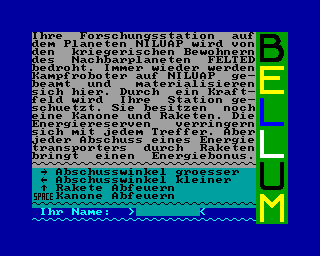 Ihre Forschungsstation auf
dem Planeten NILUAP wird von
den kriegerischen Bewohnern
des Nachbarplaneten FELTED
bedroht. Immer wieder werden
Kampfroboter auf NILUAP ge-
beamt und materialisieren
sich hier. Durch ein Kraft-
feld wird Ihre Station ge-
schuetzt. Sie besitzen noch
eine Kanone und Raketen. Die
Energiereserven verringern
sich mit jedem Treffer. Aber
jeder Abschuss eines Energie
transporters durch Raketen
bringt einen Energiebonus.
→ Abschusswinkel groesser
← Abschusswinkel kleiner
↑ Rakete Abfeuern
SPACE Kanone Abfeuern
Ihr Name: > <
BELLUM